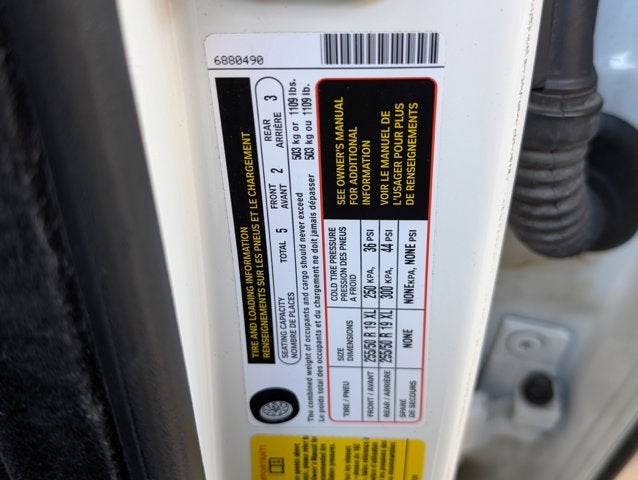 6880490
TIRE AND LOADING INFORMATION
RENSEIGNEMENTS SUR LES PNEUS ET LE CHARGEMENT
SEATING CAPACITY
NOMBRE DE PLACES
TOTAL 5
FRONT
AVANT 2
REAR
ARRIÈRE 3
The combined weight of occupants and cargo should never exceed 503 kg or 1109 lbs.
Le poids total des occupants et du chargement ne doit jamais dépasser 503 kg ou 1109 lb.
TIRE / PNEU
SIZE
DIMENSIONS
COLD TIRE PRESSURE
PRESSION DES PNEUS
A FROID
FRONT / AVANT 255/50 R 19 XL 250 KPA, 36 PSI
REAR / ARRIÈRE 255/50 R 19 XL 300 KPA, 44 PSI
SPARE
DE SECOURS
NONE NONE KPA, NONE PSI
SEE OWNER'S MANUAL
FOR ADDITIONAL
INFORMATION
VOIR LE MANUEL DE
L'USAGER POUR PLUS
DE RENSEIGNEMENTS